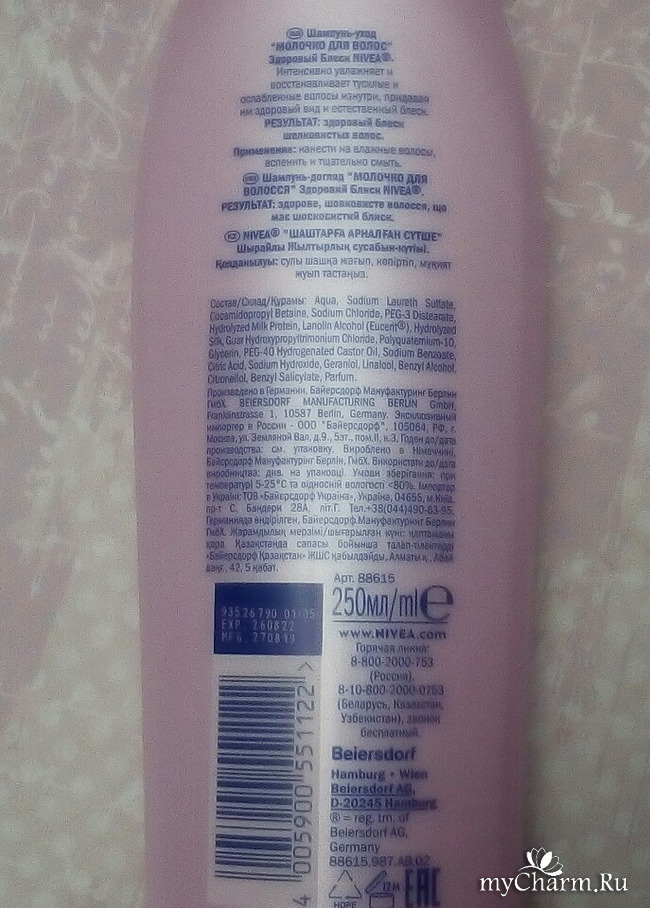 Шампунь-уход
"МОЛОЧКО ДЛЯ ВОЛОС"
Здоровый Блеск NIVEA®.
Интенсивно увлажняет и
восстанавливает тусклые и
ослабленные волосы изнутри, придавая
им здоровый вид и естественный блеск.
РЕЗУЛЬТАТ: здоровый блеск
шелковистых волос.
Применение: нанести на влажные волосы,
вспенить и тщательно смыть.
Шампунь-догляд "МОЛОЧКО ДЛЯ
ВОЛОССЯ" Здоровий Блиск NIVEA®.
РЕЗУЛЬТАТ: здорове, шовковисте волосся, що
має шовковистий блиск.
KZ NIVEA® "ШАШТАРҒА АРНАЛҒАН СҮТШЕ"
Шырайлы Жылтырлық сусабын-күтімі.
Қолданылуы: сулы шашқа жағып, көпіртіп, мұқият
жуып тастаңыз.
Состав/Склад/Құрамы: Aqua, Sodium Laureth Sulfate,
Cocamidopropyl Betaine, Sodium Chloride, PEG-3 Distearate,
Hydrolyzed Milk Protein, Lanolin Alcohol (Eucerit®), Hydrolyzed
Silk, Guar Hydroxypropyltrimonium Chloride, Polyquaternium-10,
Glycerin, PEG-40 Hydrogenated Castor Oil, Sodium Benzoate,
Citric Acid, Sodium Hydroxide, Geraniol, Linalool, Benzyl Alcohol,
Citronellol, Benzyl Salicylate, Parfum.
Произведено в Германии, Байерсдорф Мануфактуринг Берлин
ГмбХ. BEIERSDORF MANUFACTURING BERLIN GmbH,
Franklinstrasse 1, 10587 Berlin, Germany. Эксклюзивный
импортер в России - ООО "Байерсдорф", 105064, РФ, г.
Москва, ул. Земляной Вал, д.9., 5эт., пом.II, к.3. Годен до/дата
производства: см. упаковку. Вироблено в Німеччині,
Байєрсдорф Мануфактурінг Берлін, ГмбХ. Використати до/дата
виробництва: див. на упаковці. Умови зберігання: при
температурі 5-25°C та відносній вологості <80%. Імпортер
в Україні: ТОВ «Байєрсдорф Україна», Україна, 04655, м.Київ,
пр-т С. Бандери 28А, літ.Г. Тел.+38(044)490-63-95.
Германияда өндірілген, Байерсдорф Мануфактуринг Берлин
ГмбХ. Жарамдылық мерзімі/шығарылған күні: қаптаманы
қара. Қазақстанда сапасы бойынша талап-тілектерді
«Байерсдорф Қазақстан» ЖШС қабылдайды, Алматы к., Абай
даңғ., 42, 5 қабат.
Арт. 88615
250мл/ml e
93526790 01:05
EXP. 260822
MFG. 270819
www.NIVEA.com
Горячая линия:
8-800-2000-753
(Россия),
8-10-800-2000-0753
(Беларусь, Казахстан,
Узбекистан), звонок
бесплатный.
4 005900 551122 >
Beiersdorf
Hamburg • Wien
Beiersdorf AG,
D-20245 Hamburg
® = reg. tm. of
Beiersdorf AG,
Germany
88615.987.AB.02
HDPE 12M EAC
myCharm.Ru